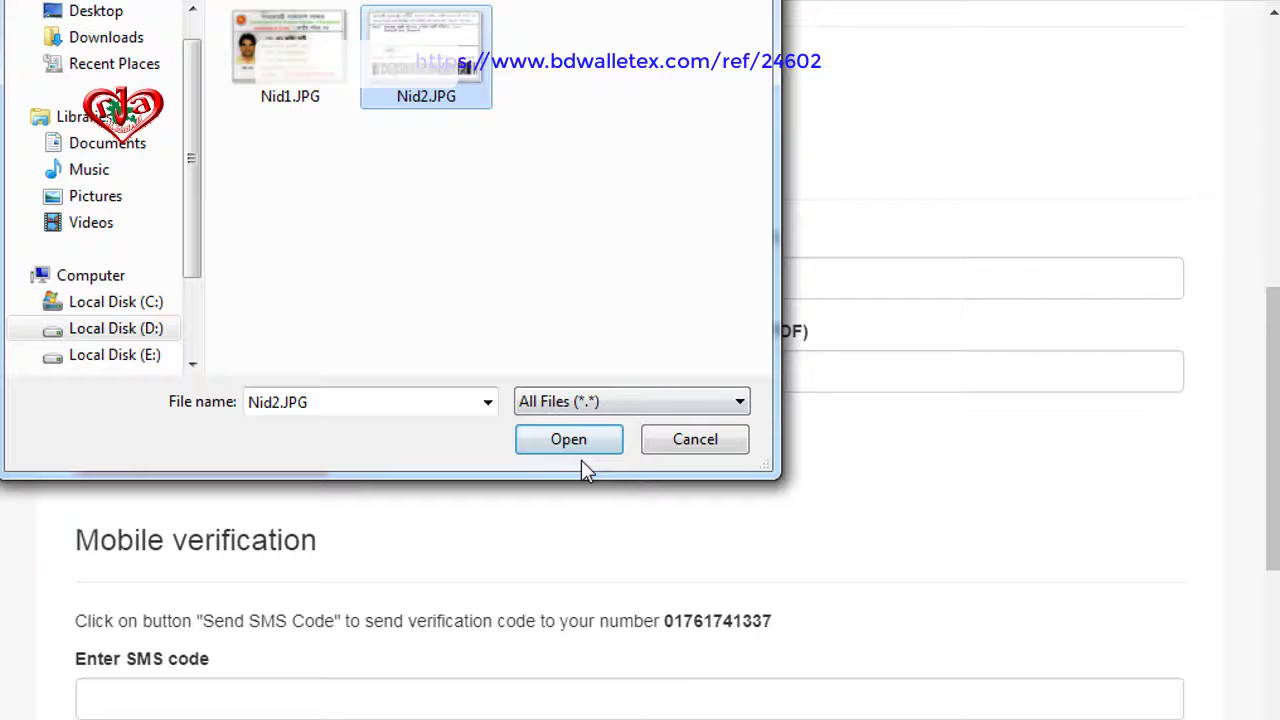 Desktop
Downloads
Recent Places
Documents
Music
Pictures
Videos
Computer
Local Disk (C:)
Local Disk (D:)
Local Disk (E:)
https://www.bdwalletex.com/ref/24602
Nid1.JPG
Nid2.JPG
File name:
Nid2.JPG
All Files (*.*)
Open
Cancel
Mobile verification
Click on button "Send SMS Code" to send verification code to your number 01761741337
Enter SMS code